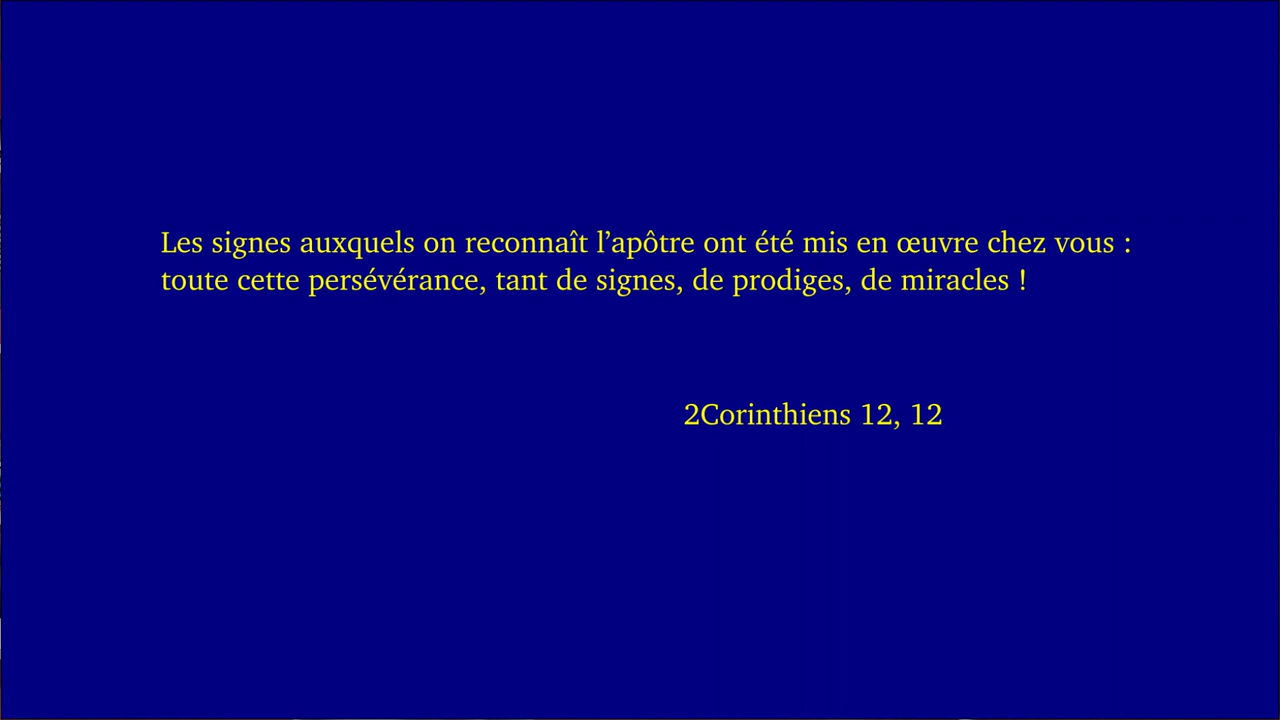 Les signes auxquels on reconnaît l’apôtre ont été mis en œuvre chez vous :
toute cette persévérance, tant de signes, de prodiges, de miracles !
2Corinthiens 12, 12